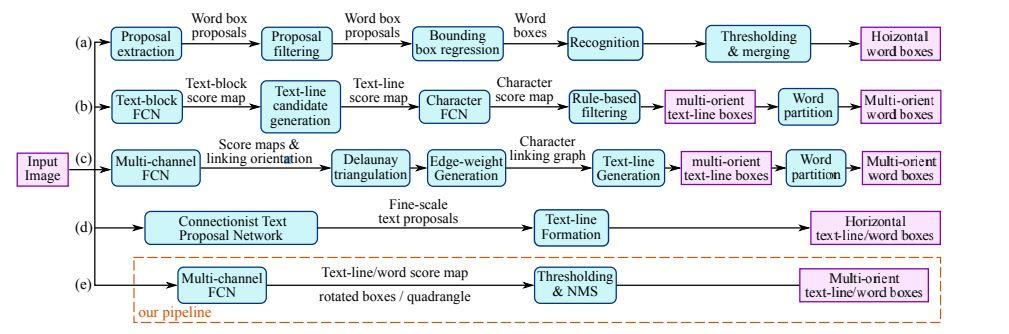 Word box
proposals
Word box
proposals
Word
boxes
(a)
Proposal
extraction
Proposal
filtering
Bounding
box regression
Recognition
Thresholding
& merging
Hoizontal
word boxes
Text-block
score map
Text-line
score map
Character
score map
(b)
Text-block
FCN
Text-line
candidate
generation
Character
FCN
Rule-based
filtering
multi-orient
text-line boxes
Word
partition
Multi-orient
word boxes
Input
Image
(c)
Score maps &
linking orientation
Character
linking graph
Multi-channel
FCN
Delaunay
triangulation
Edge-weight
Generation
Text-line
Generation
multi-orient
text-line boxes
Word
partition
Multi-orient
word boxes
(d)
Fine-scale
text proposals
Connectionist Text
Proposal Network
Text-line
Formation
Horizontal
text-line/word boxes
(e)
Multi-channel
FCN
Text-line/word score map
rotated boxes / quadrangle
Thresholding
& NMS
Multi-orient
text-line/word boxes
our pipeline